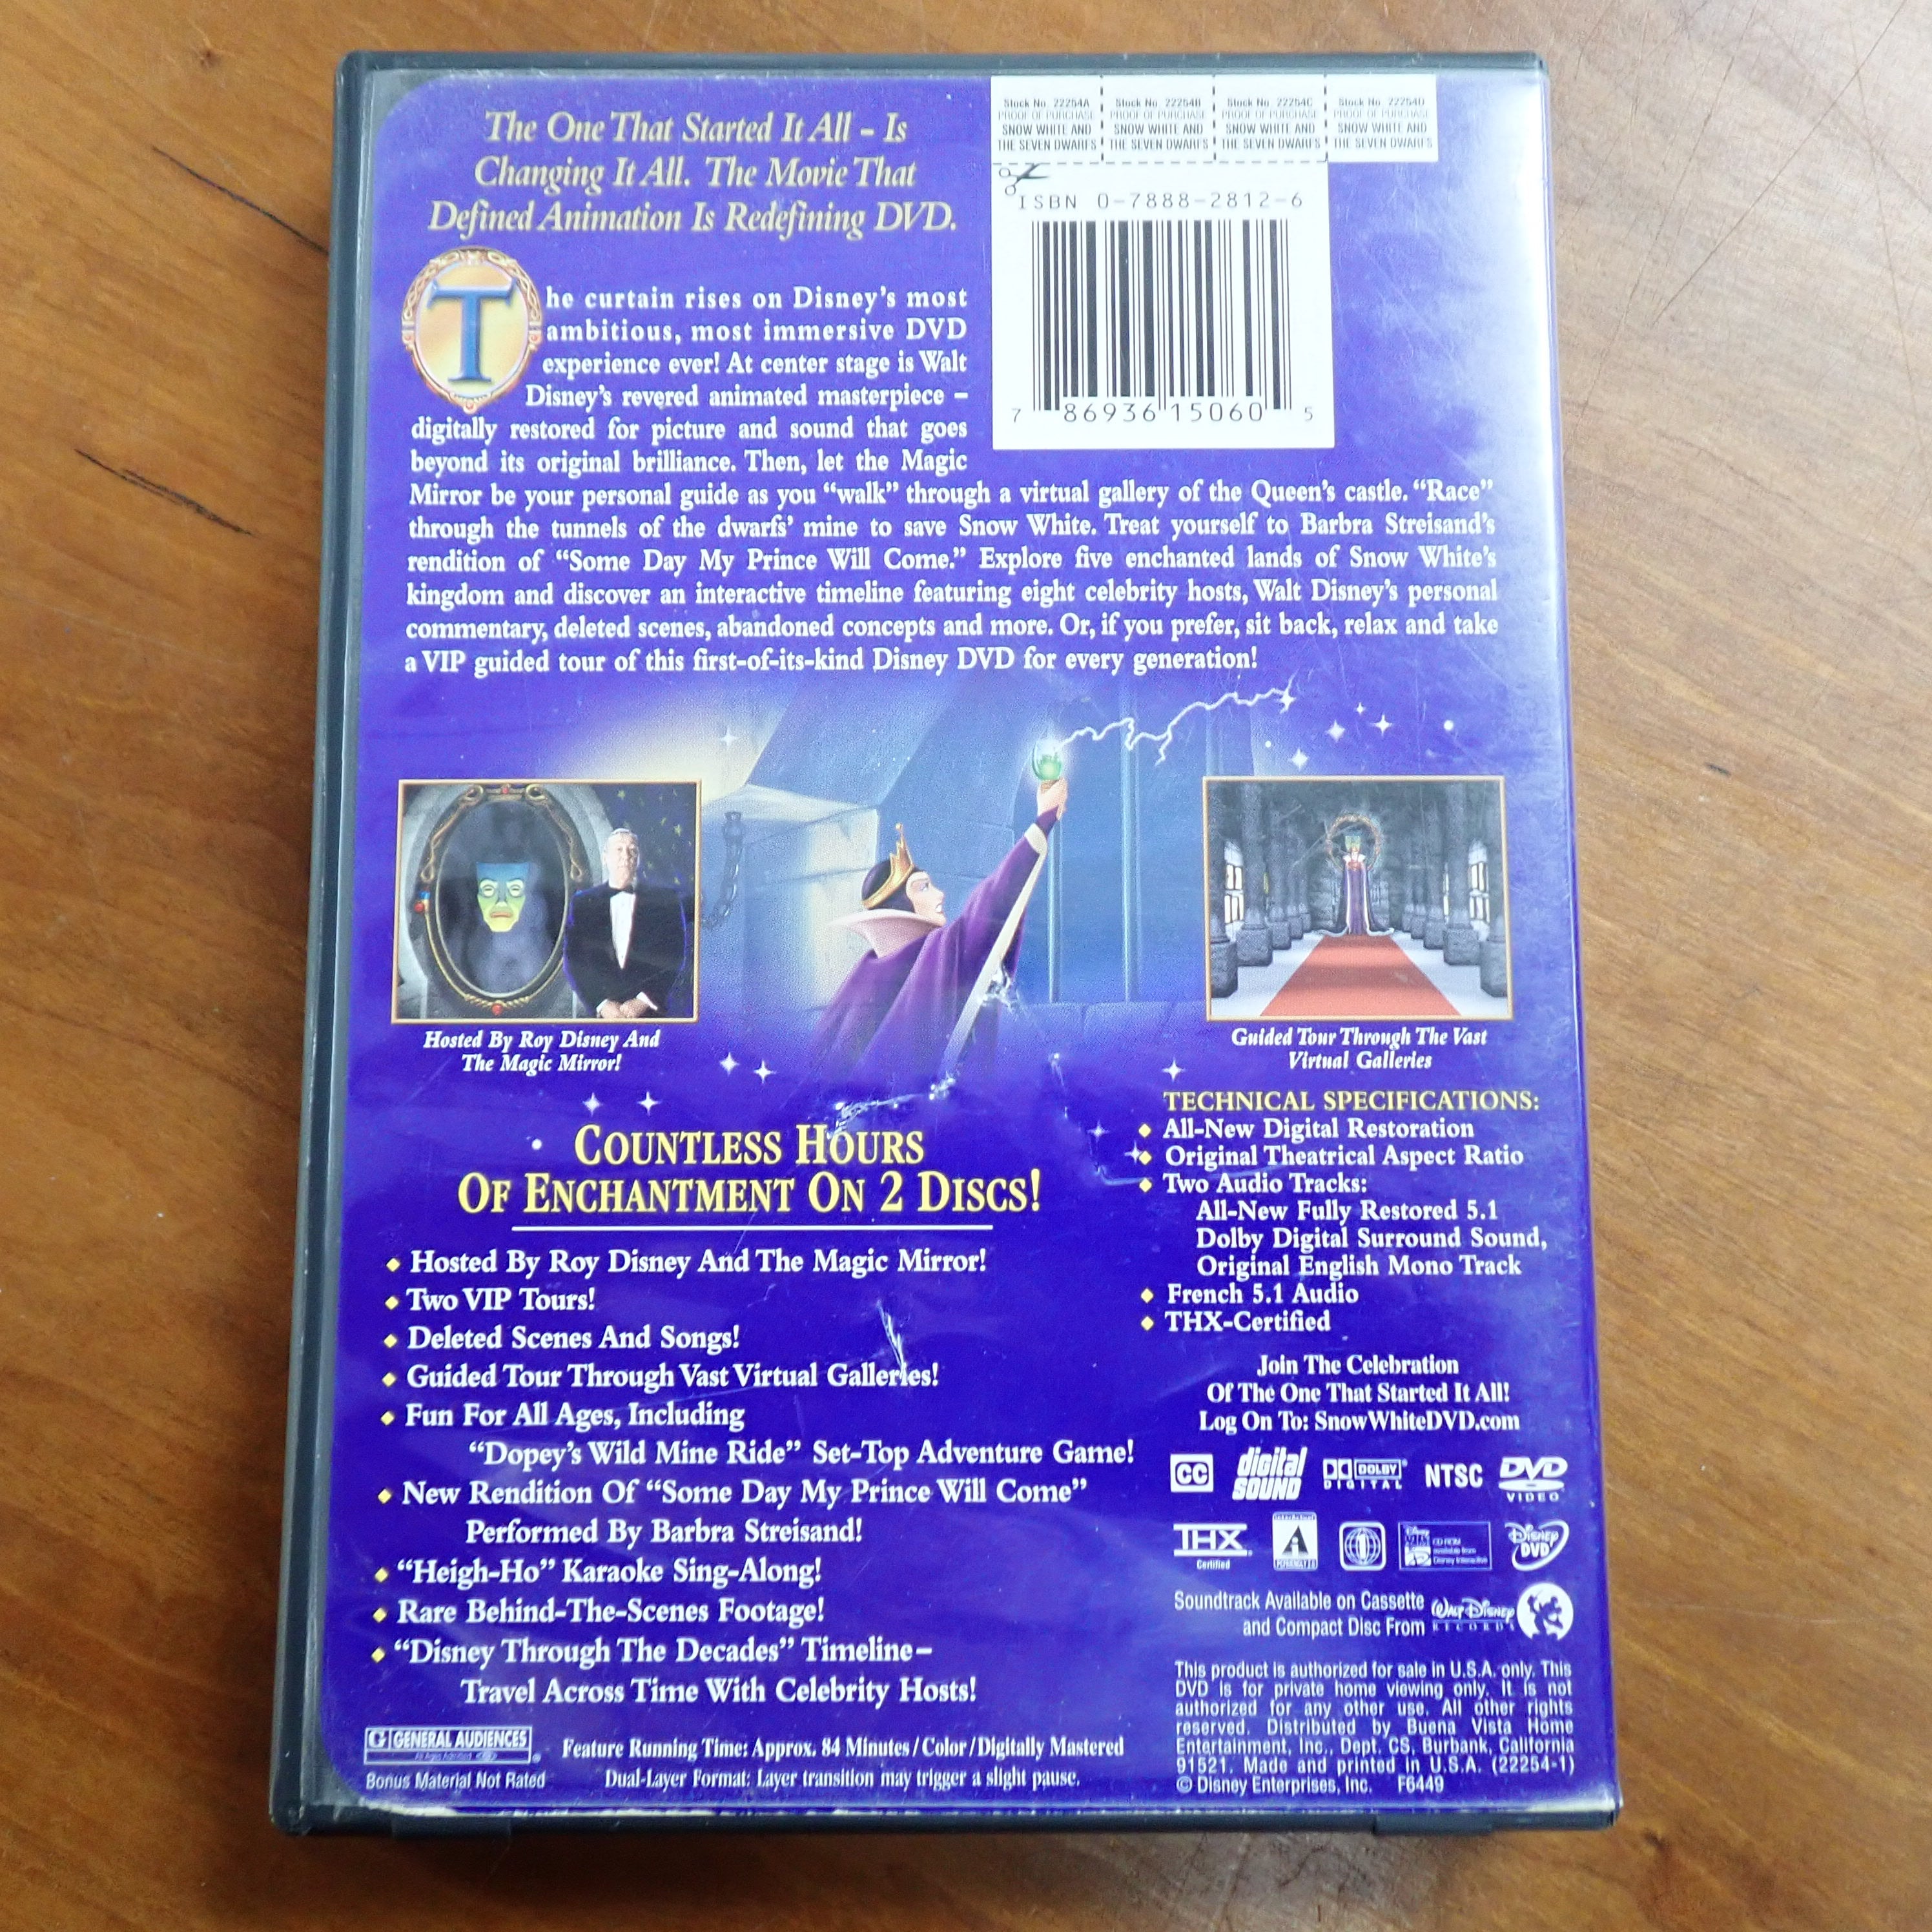 The One That Started It All – Is
Changing It All. The Movie That
Defined Animation Is Redefining DVD.
Stock No. 22254A
PROOF OF PURCHASE
SNOW WHITE AND
THE SEVEN DWARFS
Stock No. 22254B
PROOF OF PURCHASE
SNOW WHITE AND
THE SEVEN DWARFS
Stock No. 22254C
PROOF OF PURCHASE
SNOW WHITE AND
THE SEVEN DWARFS
Stock No. 22254D
PROOF OF PURCHASE
SNOW WHITE AND
THE SEVEN DWARFS
ISBN 0-7888-2812-6
7 86936 15060 5
The curtain rises on Disney's most
ambitious, most immersive DVD
experience ever! At center stage is Walt
Disney's revered animated masterpiece –
digitally restored for picture and sound that goes
beyond its original brilliance. Then, let the Magic
Mirror be your personal guide as you “walk” through a virtual gallery of the Queen's castle. “Race”
through the tunnels of the dwarfs' mine to save Snow White. Treat yourself to Barbra Streisand's
rendition of “Some Day My Prince Will Come.” Explore five enchanted lands of Snow White's
kingdom and discover an interactive timeline featuring eight celebrity hosts, Walt Disney's personal
commentary, deleted scenes, abandoned concepts and more. Or, if you prefer, sit back, relax and take
a VIP guided tour of this first-of-its-kind Disney DVD for every generation!
Hosted By Roy Disney And
The Magic Mirror!
Guided Tour Through The Vast
Virtual Galleries
COUNTLESS HOURS
OF ENCHANTMENT ON 2 DISCS!
Hosted By Roy Disney And The Magic Mirror!
Two VIP Tours!
Deleted Scenes And Songs!
Guided Tour Through Vast Virtual Galleries!
Fun For All Ages, Including
“Dopey's Wild Mine Ride” Set-Top Adventure Game!
New Rendition Of “Some Day My Prince Will Come”
Performed By Barbra Streisand!
“Heigh-Ho” Karaoke Sing-Along!
Rare Behind-The-Scenes Footage!
“Disney Through The Decades” Timeline –
Travel Across Time With Celebrity Hosts!
TECHNICAL SPECIFICATIONS:
All-New Digital Restoration
Original Theatrical Aspect Ratio
Two Audio Tracks:
All-New Fully Restored 5.1
Dolby Digital Surround Sound,
Original English Mono Track
French 5.1 Audio
THX-Certified
Join The Celebration
Of The One That Started It All!
Log On To: SnowWhiteDVD.com
CC
digital SOUND
DOLBY DIGITAL
NTSC
DVD VIDEO
THX Certified
A
1
CD-ROM
Disney Interactive
Disney DVD
Soundtrack Available on Cassette
and Compact Disc From
Walt Disney RECORDS
This product is authorized for sale in U.S.A. only. This
DVD is for private home viewing only. It is not
authorized for any other use. All other rights
reserved. Distributed by Buena Vista Home
Entertainment, Inc., Dept. CS, Burbank, California
91521. Made and printed in U.S.A. (22254-1)
© Disney Enterprises, Inc. F6449
G GENERAL AUDIENCES
All Ages Admitted
Bonus Material Not Rated
Feature Running Time: Approx. 84 Minutes / Color / Digitally Mastered
Dual-Layer Format: Layer transition may trigger a slight pause.